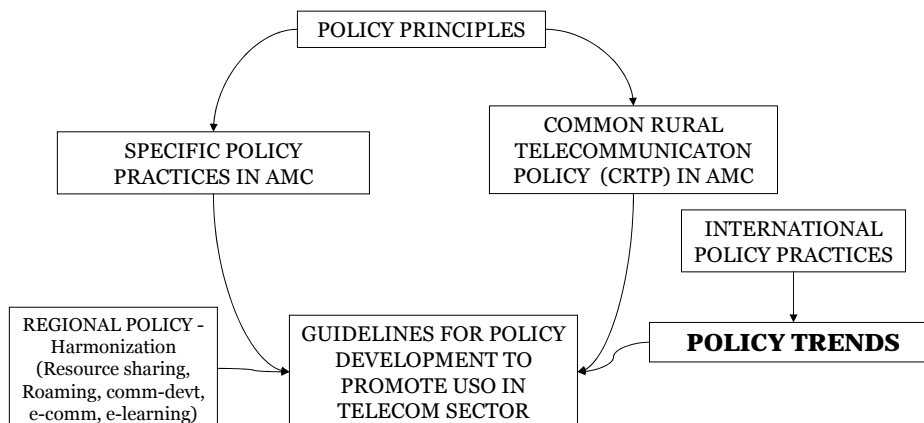 POLICY PRINCIPLES
SPECIFIC POLICY
PRACTICES IN AMC
COMMON RURAL
TELECOMMUNICATON
POLICY (CRTP) IN AMC
INTERNATIONAL
POLICY PRACTICES
REGIONAL POLICY -
Harmonization
(Resource sharing,
Roaming, comm-devt,
e-comm, e-learning)
GUIDELINES FOR POLICY
DEVELOPMENT TO
PROMOTE USO IN
TELECOM SECTOR
POLICY TRENDS